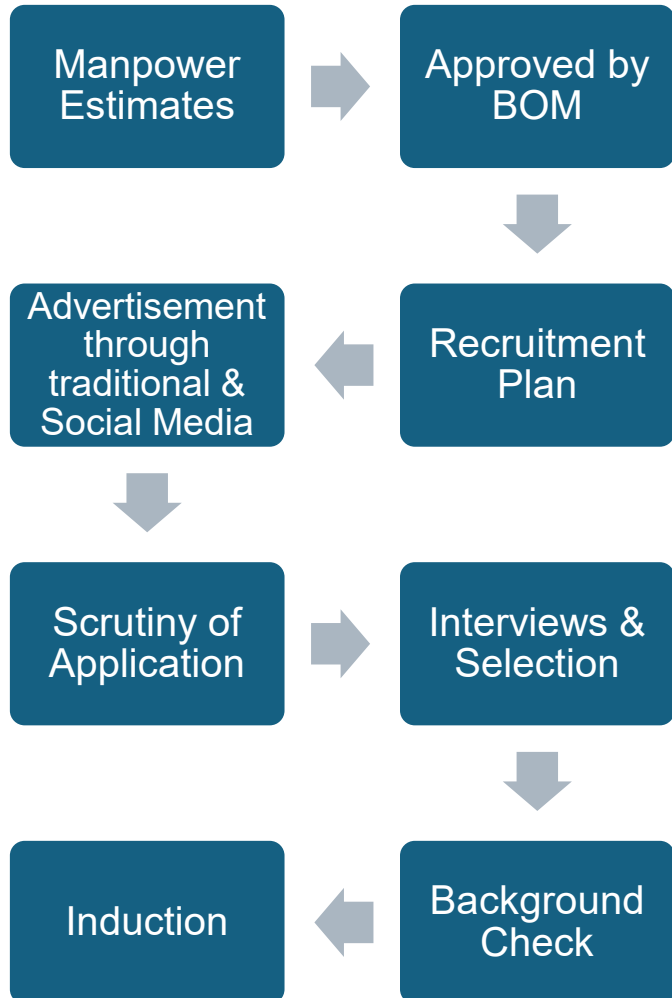 Manpower
Estimates
Approved by
BOM
Recruitment
Plan
Advertisement
through
traditional &
Social Media
Scrutiny of
Application
Interviews &
Selection
Background
Check
Induction